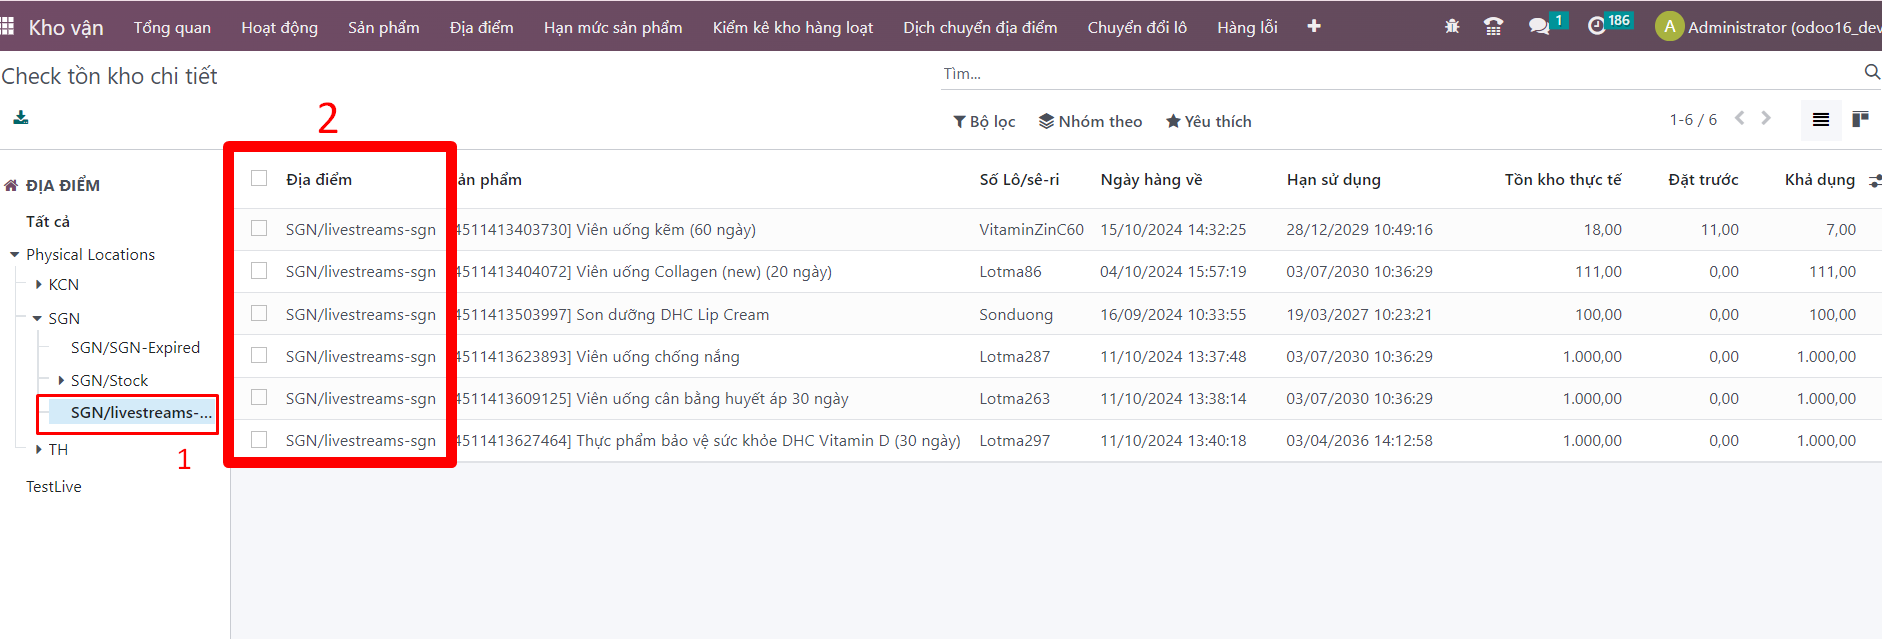 Kho vận Tổng quan Hoạt động Sản phẩm Địa điểm Hạn mức sản phẩm Kiểm kê kho hàng loạt Dịch chuyển địa điểm Chuyển đổi lô Hàng lỗi 1 186 A Administrator (odoo16_dev
Check tồn kho chi tiết
Tìm...
2
Bộ lọc Nhóm theo Yêu thích 1-6 / 6
ĐỊA ĐIỂM
Tất cả
Physical Locations
KCN
SGN
SGN/SGN-Expired
SGN/Stock
SGN/livestreams-...
TH
1
TestLive
Địa điểm ản phẩm Số Lô/sê-ri Ngày hàng về Hạn sử dụng Tồn kho thực tế Đặt trước Khả dụng
SGN/livestreams-sgn 4511413403730] Viên uống kẽm (60 ngày) VitaminZinC60 15/10/2024 14:32:25 28/12/2029 10:49:16 18,00 11,00 7,00
SGN/livestreams-sgn 4511413404072] Viên uống Collagen (new) (20 ngày) Lotma86 04/10/2024 15:57:19 03/07/2030 10:36:29 111,00 0,00 111,00
SGN/livestreams-sgn 4511413503997] Son dưỡng DHC Lip Cream Sonduong 16/09/2024 10:33:55 19/03/2027 10:23:21 100,00 0,00 100,00
SGN/livestreams-sgn 4511413623893] Viên uống chống nắng Lotma287 11/10/2024 13:37:48 03/07/2030 10:36:29 1.000,00 0,00 1.000,00
SGN/livestreams-sgn 4511413609125] Viên uống cân bằng huyết áp 30 ngày Lotma263 11/10/2024 13:38:14 03/07/2030 10:36:29 1.000,00 0,00 1.000,00
SGN/livestreams-sgn 4511413627464] Thực phẩm bảo vệ sức khỏe DHC Vitamin D (30 ngày) Lotma297 11/10/2024 13:40:18 03/04/2036 14:12:58 1.000,00 0,00 1.000,00